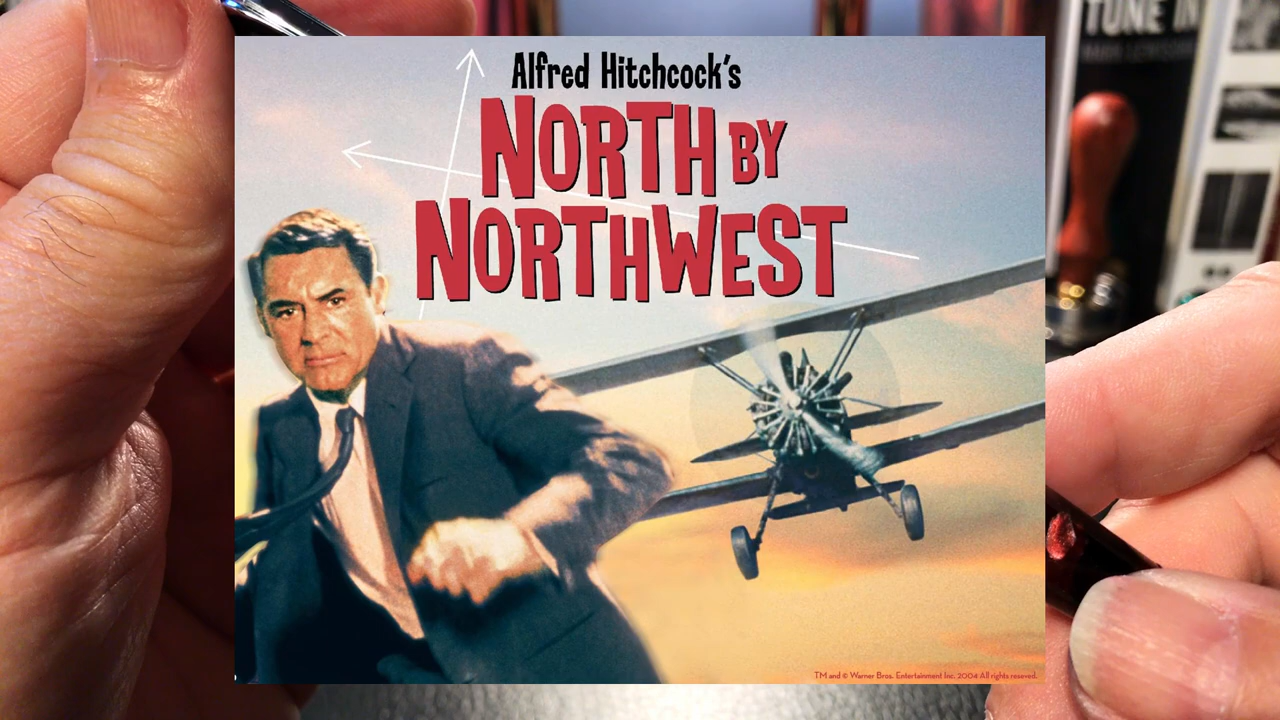 TUNE IN
Alfred Hitchcock's
NORTH BY
NORTHWEST
TM and © Warner Bros. Entertainment Inc. 2004 All rights reserved.